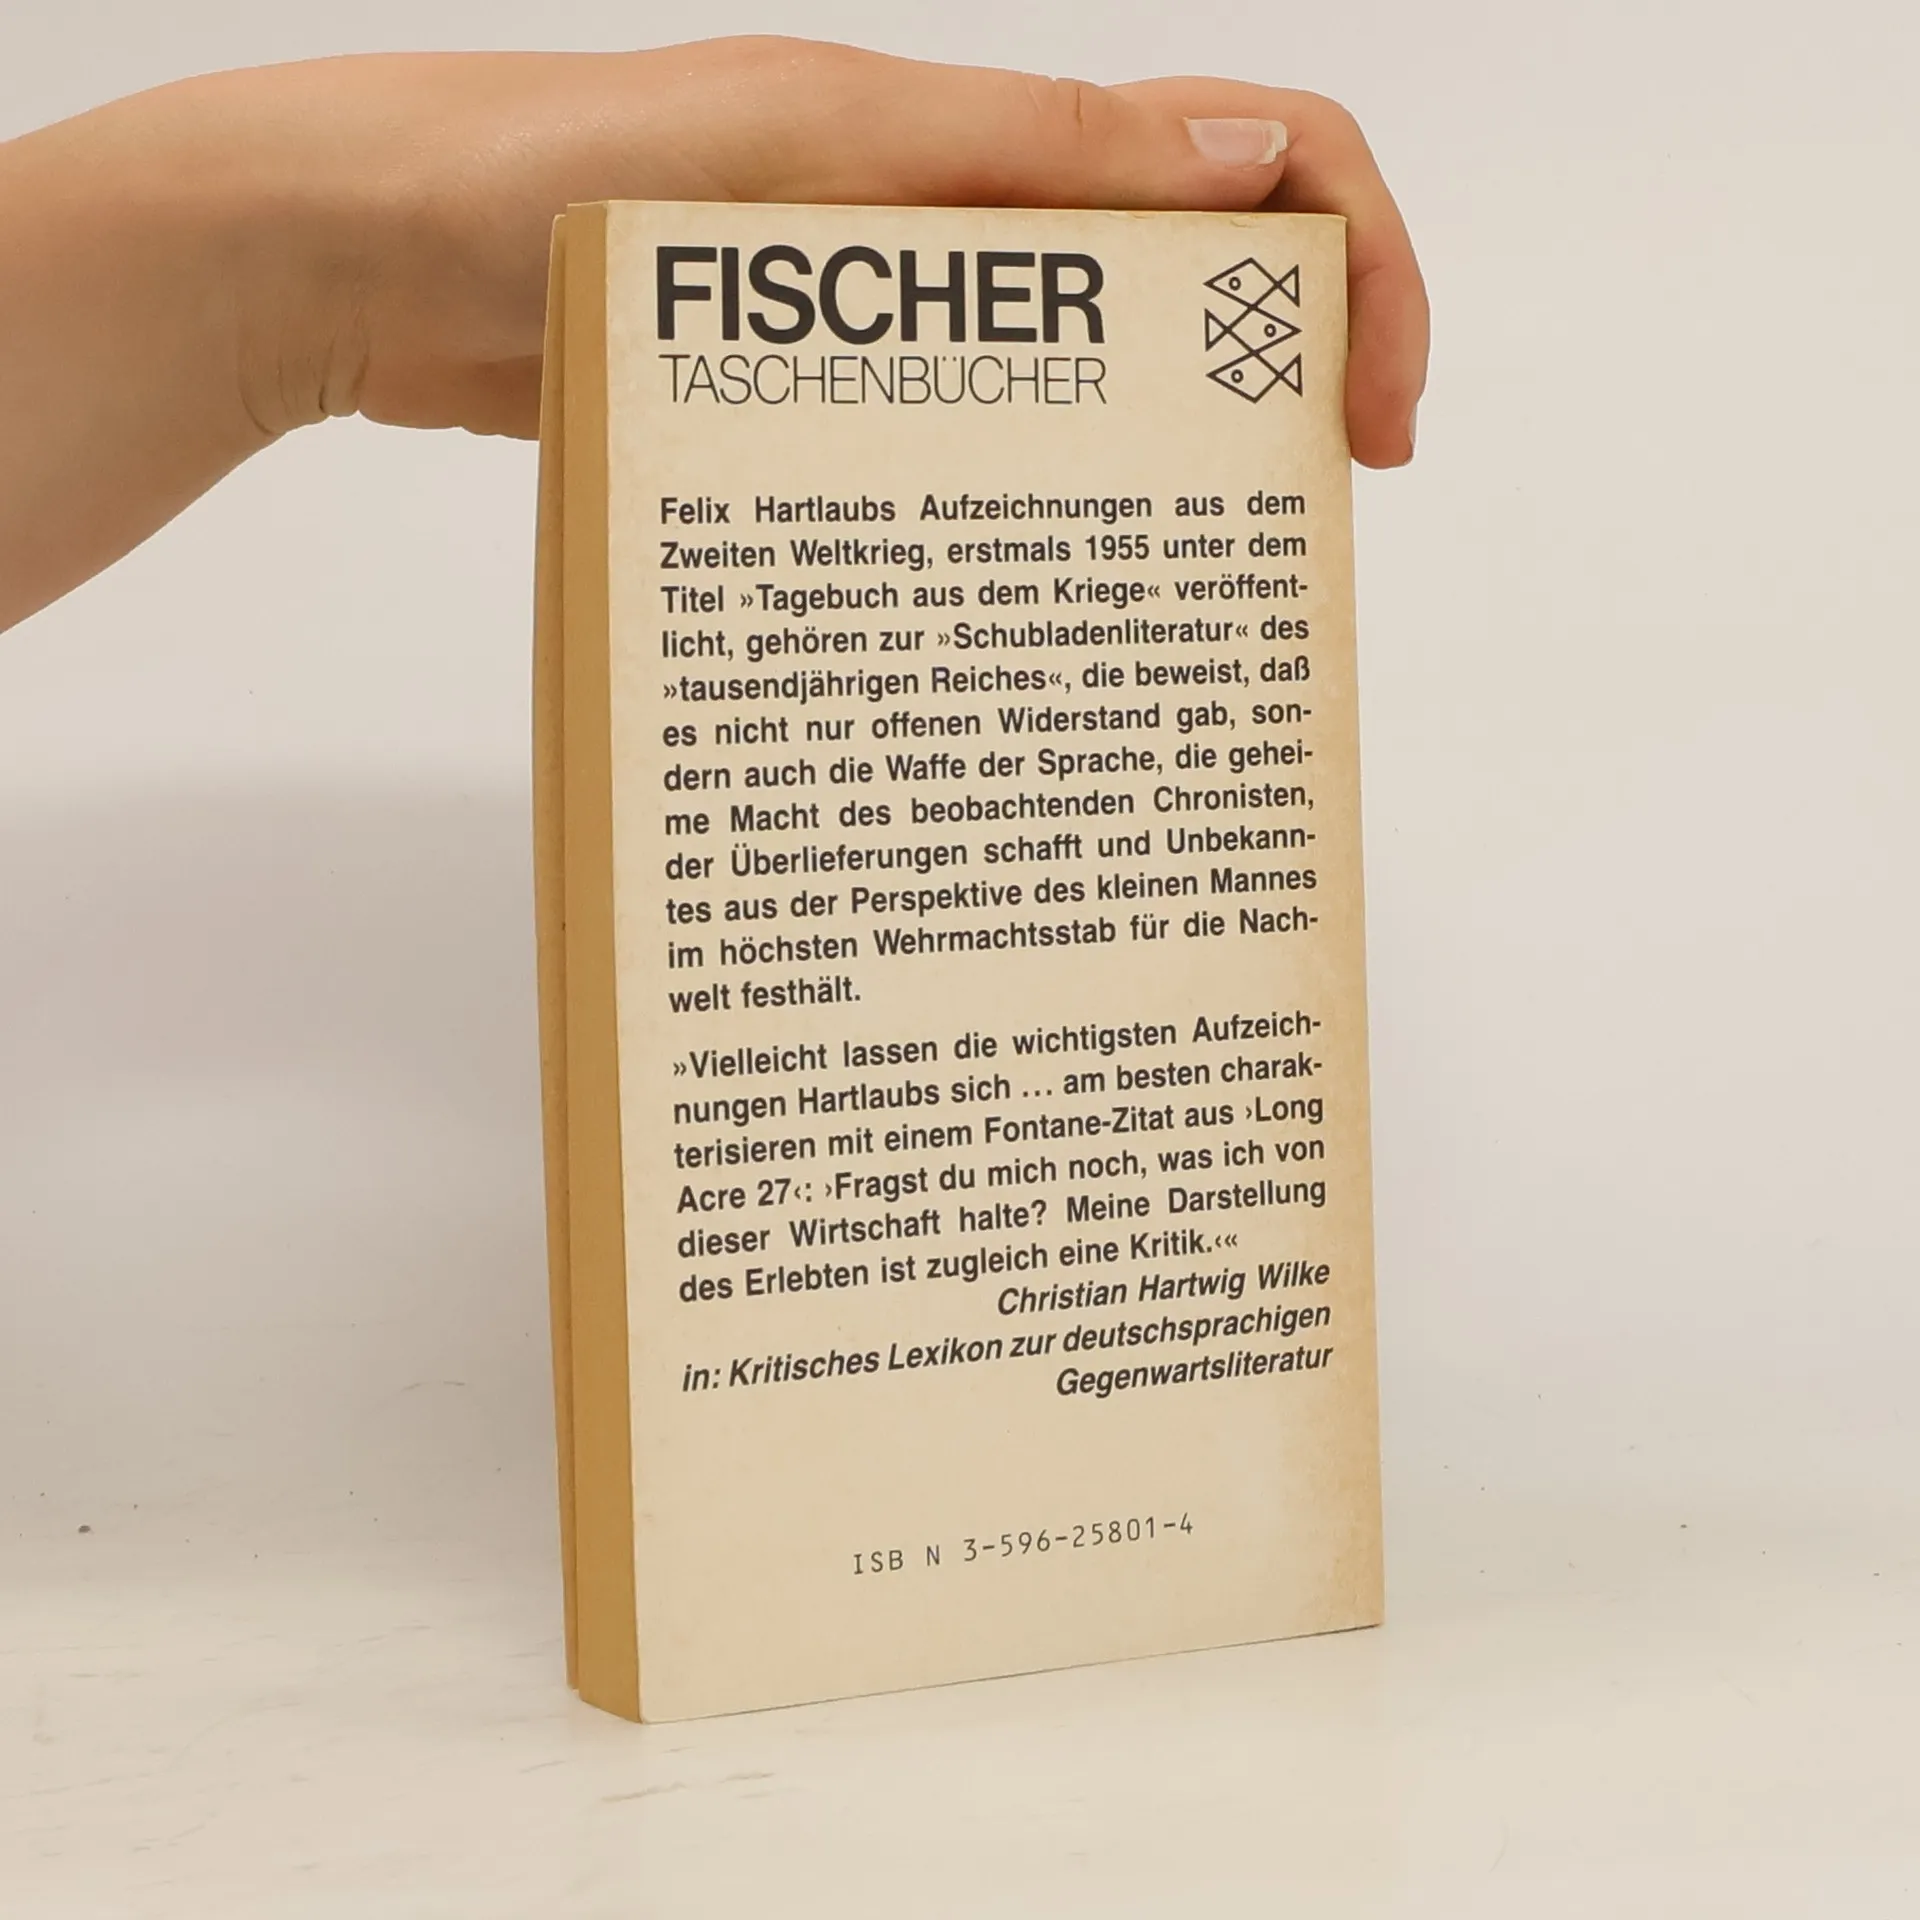 FISCHER
TASCHENBÜCHER
Felix Hartlaubs Aufzeichnungen aus dem
Zweiten Weltkrieg, erstmals 1955 unter dem
Titel »Tagebuch aus dem Kriege« veröffent-
licht, gehören zur »Schubladenliteratur« des
»tausendjährigen Reiches«, die beweist, daß
es nicht nur offenen Widerstand gab, son-
dern auch die Waffe der Sprache, die gehei-
me Macht des beobachtenden Chronisten,
der Überlieferungen schafft und Unbekann-
tes aus der Perspektive des kleinen Mannes
im höchsten Wehrmachtsstab für die Nach-
welt festhält.
»Vielleicht lassen die wichtigsten Aufzeich-
nungen Hartlaubs sich ... am besten charak-
terisieren mit einem Fontane-Zitat aus ›Long
Acre 27‹: ›Fragst du mich noch, was ich von
dieser Wirtschaft halte? Meine Darstellung
des Erlebten ist zugleich eine Kritik.‹«
Christian Hartwig Wilke
in: Kritisches Lexikon zur deutschsprachigen
Gegenwartsliteratur
ISB N 3-596-25801-4